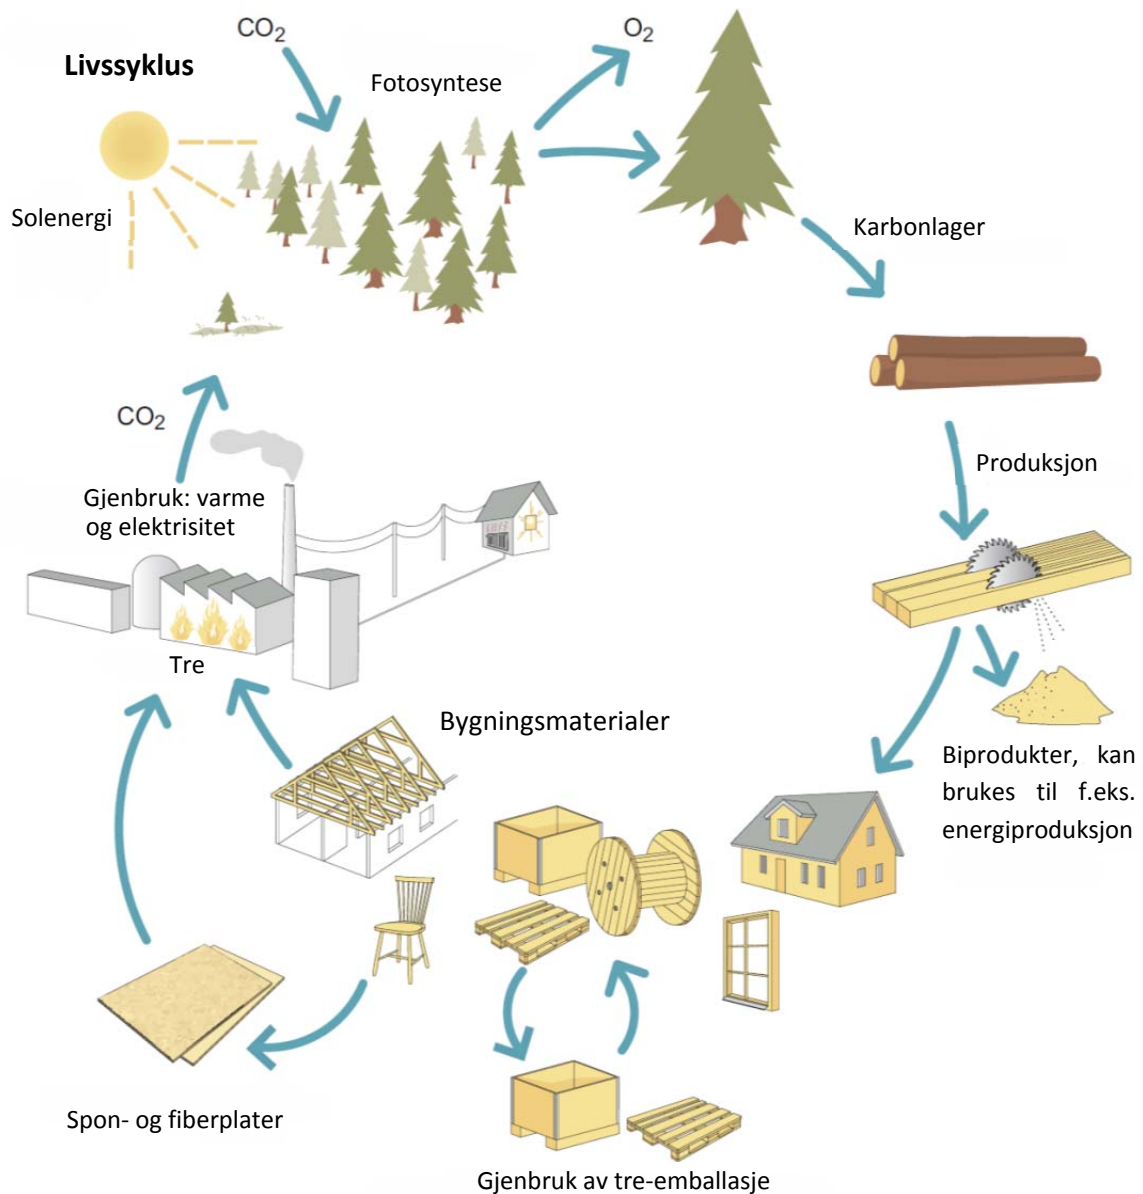 CO₂
O₂
Livssyklus
Fotosyntese
Solenergi
Karbonlager
CO₂
Produksjon
Gjenbruk: varme
og elektrisitet
Tre
Bygningsmaterialer
Biprodukter, kan
brukes til f.eks.
energiproduksjon
Spon- og fiberplater
Gjenbruk av tre-emballasje